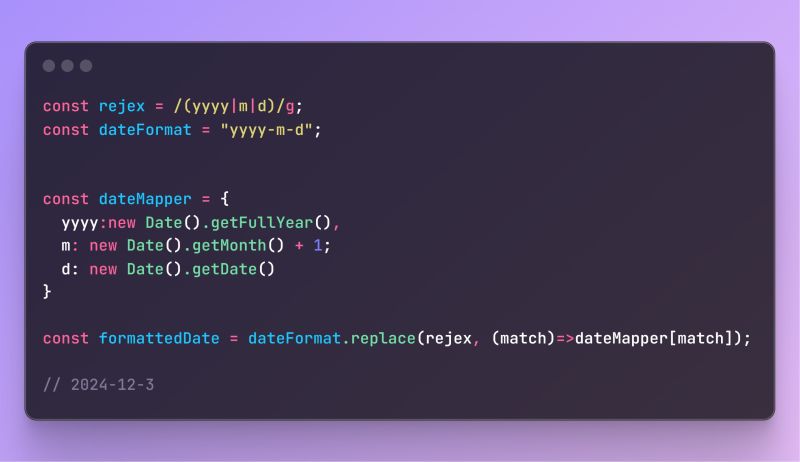 const rejex = /(yyyy|m|d)/g;
const dateFormat = "yyyy-m-d";
const dateMapper = {
yyyy:new Date().getFullYear(),
m: new Date().getMonth() + 1;
d: new Date().getDate()
}
const formattedDate = dateFormat.replace(rejex, (match)=>dateMapper[match]);
// 2024-12-3